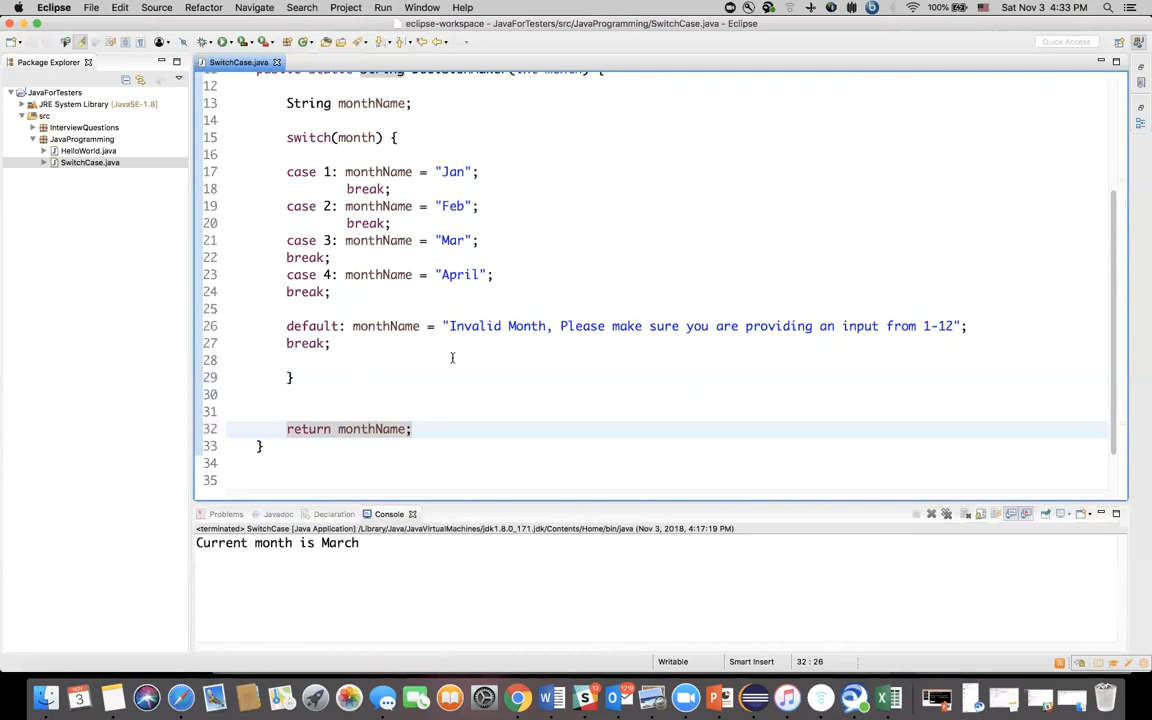 Eclipse File Edit Source Refactor Navigate Search Project Run Window Help 100% Sat Nov 3 4:33 PM
eclipse-workspace - JavaForTesters/src/JavaProgramming/SwitchCase.java - Eclipse
Quick Access
Package Explorer
SwitchCase.java
JavaForTesters
JRE System Library [JavaSE-1.8]
src
InterviewQuestions
JavaProgramming
HelloWorld.java
SwitchCase.java
12
13 String monthName;
14
15 switch(month) {
16
17 case 1: monthName = "Jan";
18 break;
19 case 2: monthName = "Feb";
20 break;
21 case 3: monthName = "Mar";
22 break;
23 case 4: monthName = "April";
24 break;
25
26 default: monthName = "Invalid Month, Please make sure you are providing an input from 1-12";
27 break;
28
29 }
30
31
32 return monthName;
33 }
34
35
Problems Javadoc Declaration Console
<terminated> SwitchCase [Java Application] /Library/Java/JavaVirtualMachines/jdk1.8.0_171.jdk/Contents/Home/bin/java (Nov 3, 2018, 4:17:19 PM)
Current month is March
Writable Smart Insert 32 : 26